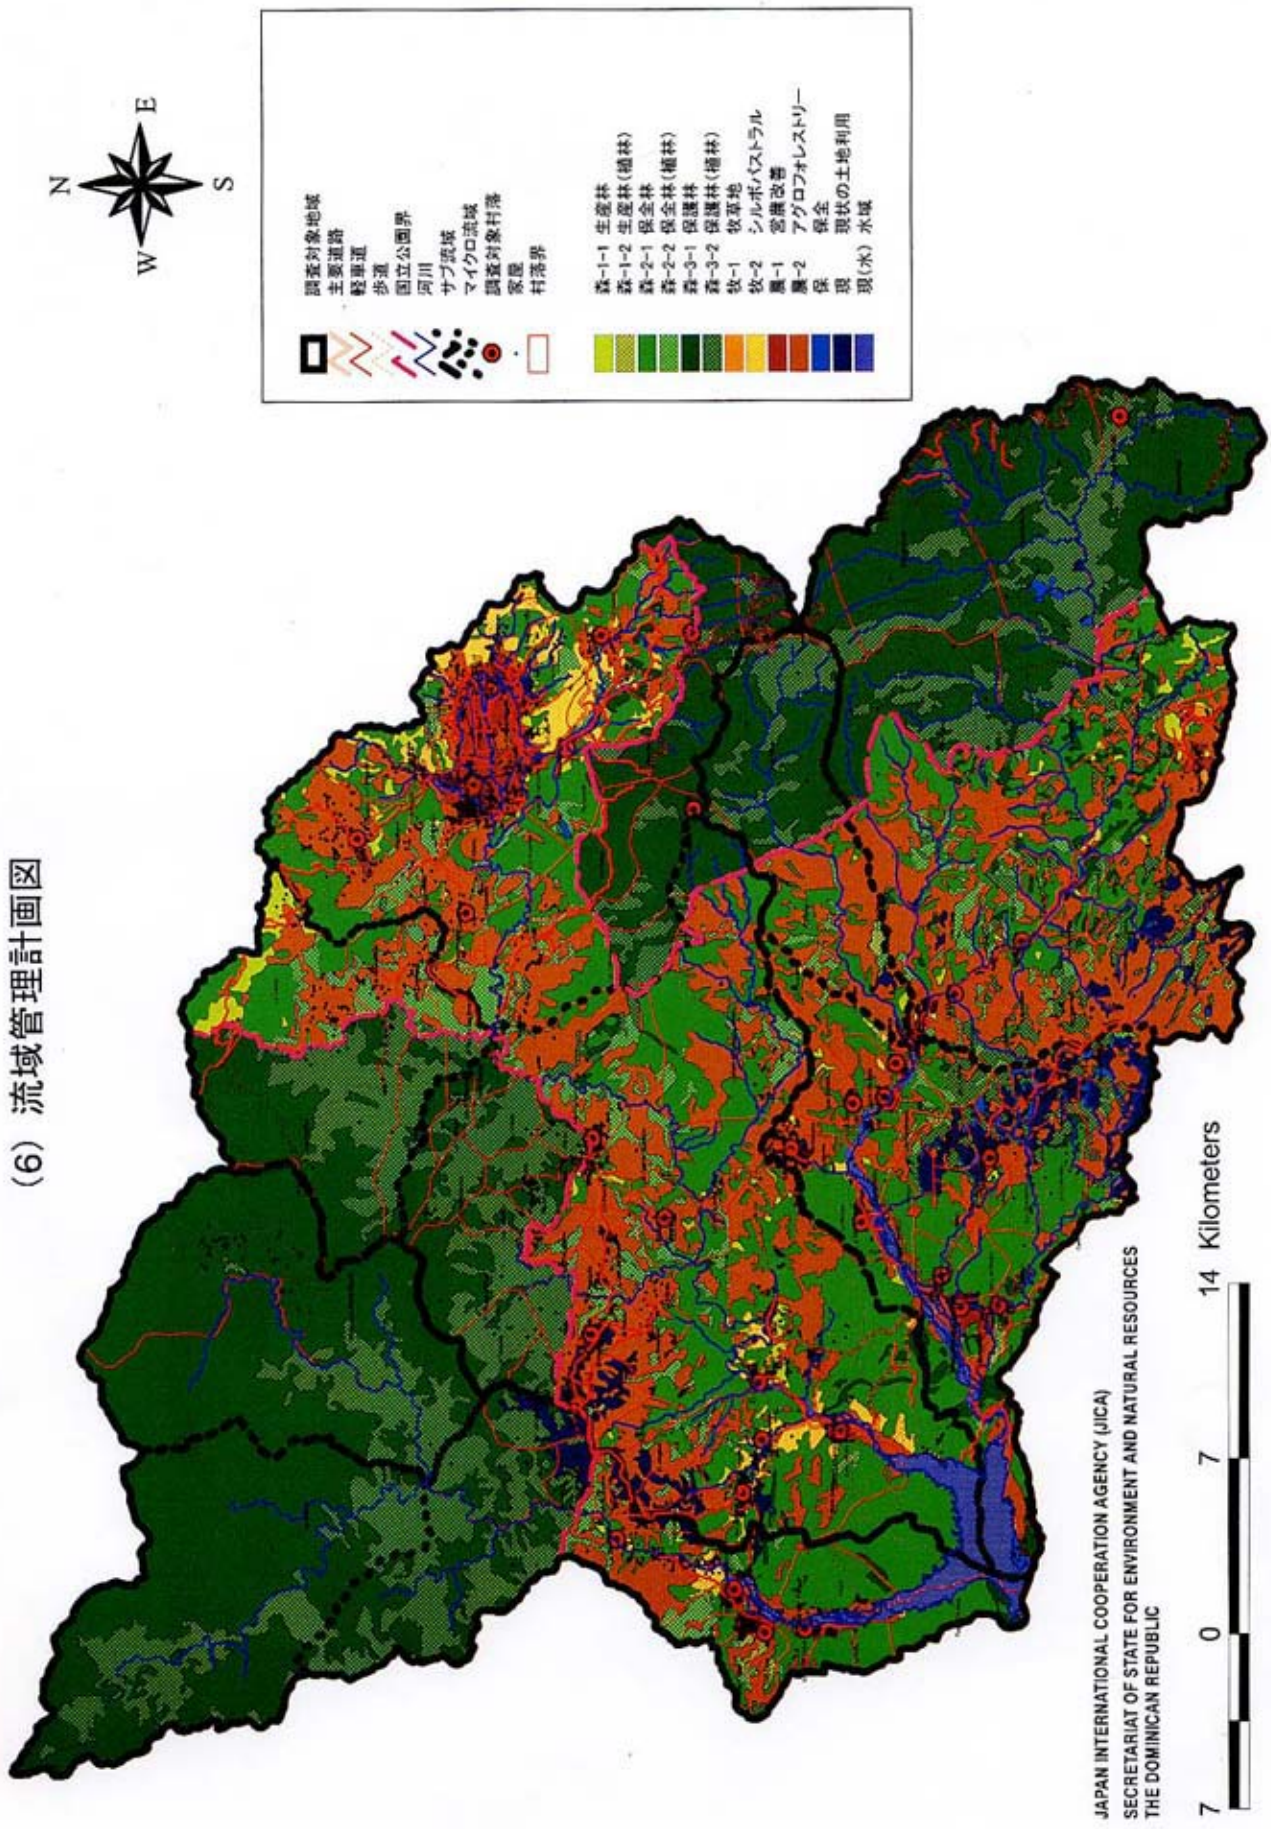 (6) 流域管理計画図
N
W
E
S
調査対象地域
主要道路
軽車道
歩道
国立公園界
河川
サブ流域
マイクロ流域
調査対象村落
家屋
村落界
森-1-1 生産林
森-1-2 生産林(植林)
森-2-1 保全林
森-2-2 保全林(植林)
森-3-1 保護林
森-3-2 保護林(植林)
牧-1 牧草地
牧-2 シルボパストラル
農-1 営農改善
農-2 アグロフォレストリー
保 保全
現 現状の土地利用
現(水) 水域
JAPAN INTERNATIONAL COOPERATION AGENCY (JICA)
SECRETARIAT OF STATE FOR ENVIRONMENT AND NATURAL RESOURCES
THE DOMINICAN REPUBLIC
7 0 7 14 Kilometers